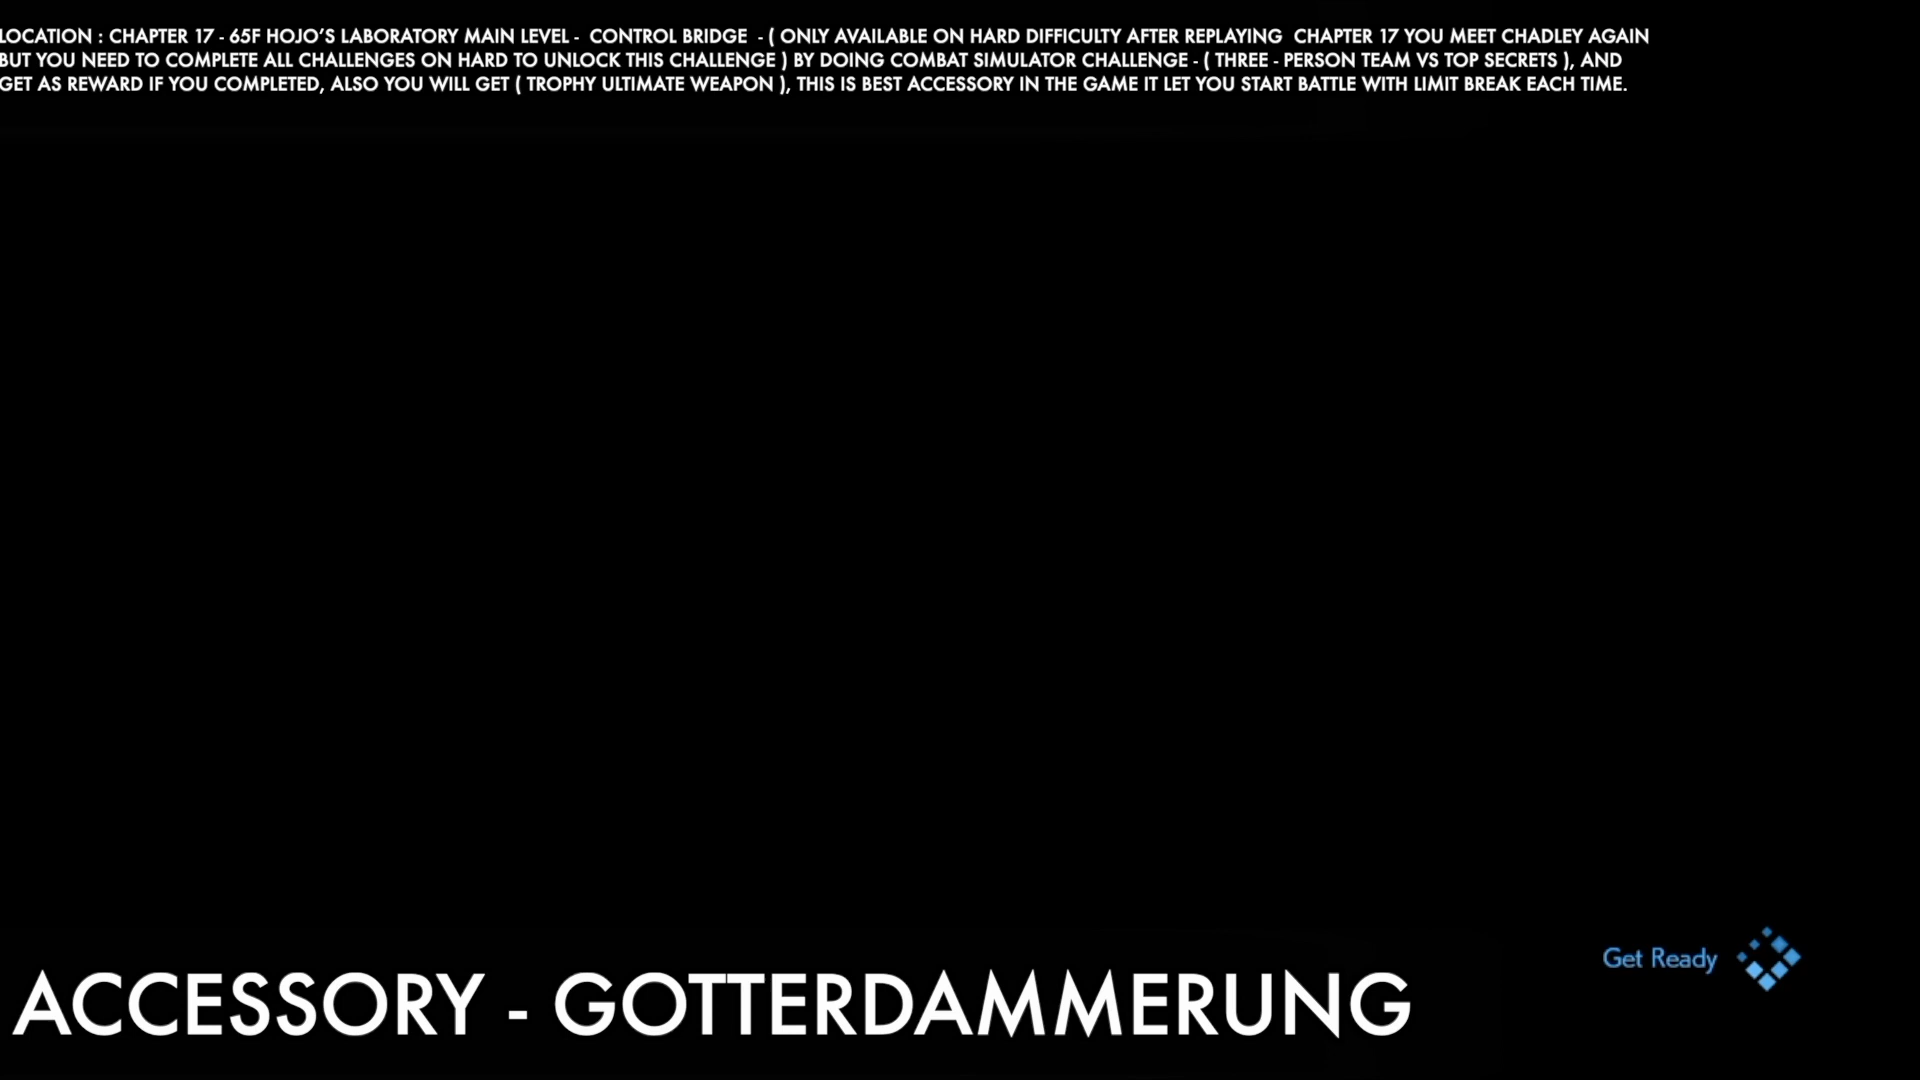 LOCATION : CHAPTER 17 - 65F HOJO'S LABORATORY MAIN LEVEL - CONTROL BRIDGE - ( ONLY AVAILABLE ON HARD DIFFICULTY AFTER REPLAYING CHAPTER 17 YOU MEET CHADLEY AGAIN
BUT YOU NEED TO COMPLETE ALL CHALLENGES ON HARD TO UNLOCK THIS CHALLENGE ) BY DOING COMBAT SIMULATOR CHALLENGE - ( THREE - PERSON TEAM VS TOP SECRETS ), AND
GET AS REWARD IF YOU COMPLETED, ALSO YOU WILL GET ( TROPHY ULTIMATE WEAPON ), THIS IS BEST ACCESSORY IN THE GAME IT LET YOU START BATTLE WITH LIMIT BREAK EACH TIME.
Get Ready
ACCESSORY - GOTTERDAMMERUNG